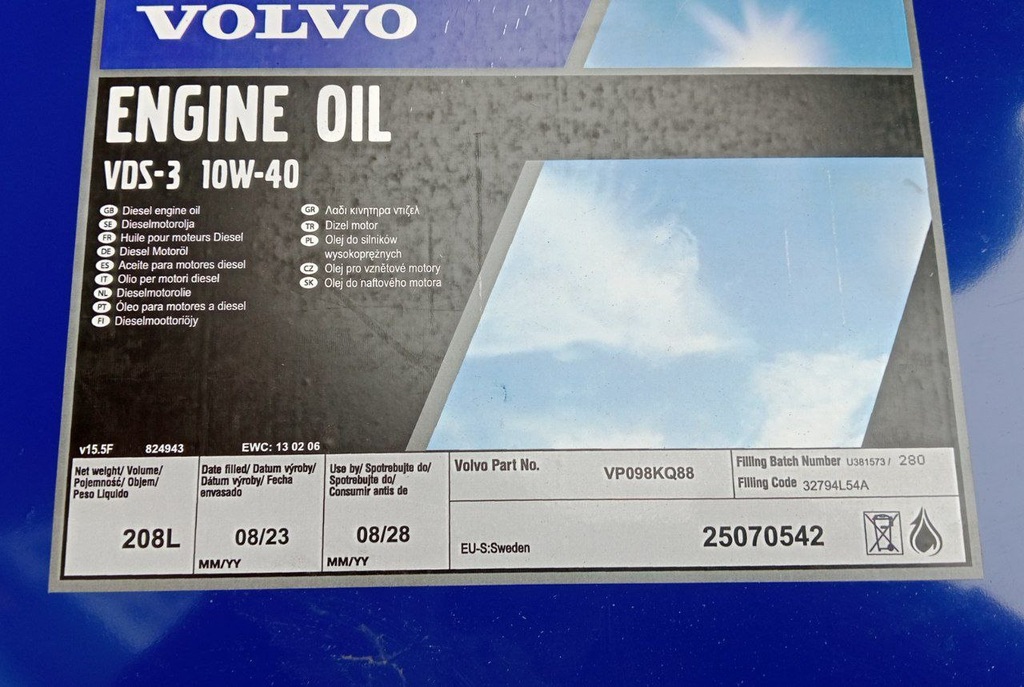 VOLVO
ENGINE OIL
VDS-3 10W-40
GB Diesel engine oil
SE Dieselmotorolja
FR Huile pour moteurs Diesel
DE Diesel Motoröl
ES Aceite para motores diesel
IT Olio per motori diesel
NL Dieselmotorolie
PT Óleo para motores a diesel
FI Dieselmoottoriöjy
GR Λαδι κινητηρα ντιζελ
TR Dizel motor
PL Olej do silników
wysokoprężnych
CZ Olej pro vznětové motory
SK Olej do naftového motora
v15.5F 824943 EWC: 13 02 06
Net weight/ Volume/
Pojemność/ Objem/
Peso Liquido
208L
Date filled/ Datum výroby/
Dátum výroby/ Fecha
envasado
08/23
MM/YY
Use by/ Spotrebujte do/
Spotřebujte do/
Consumir antis de
08/28
MM/YY
Volvo Part No. VP098KQ88
Filling Batch Number U381573 / 280
Filling Code 32794L54A
EU-S:Sweden
25070542